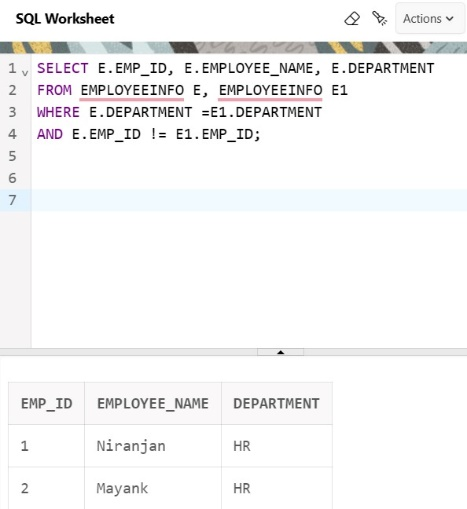 SQL Worksheet
Actions
1 SELECT E.EMP_ID, E.EMPLOYEE_NAME, E.DEPARTMENT
2 FROM EMPLOYEEINFO E, EMPLOYEEINFO E1
3 WHERE E.DEPARTMENT =E1.DEPARTMENT
4 AND E.EMP_ID != E1.EMP_ID;
5
6
7
EMP_ID EMPLOYEE_NAME DEPARTMENT
1 Niranjan HR
2 Mayank HR